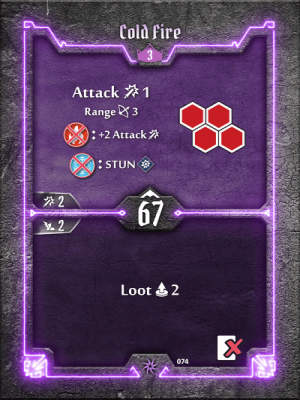 Cold Fire
3
Attack 1
Range 3
: +2 Attack
: STUN
2
67
2
Loot 2
074